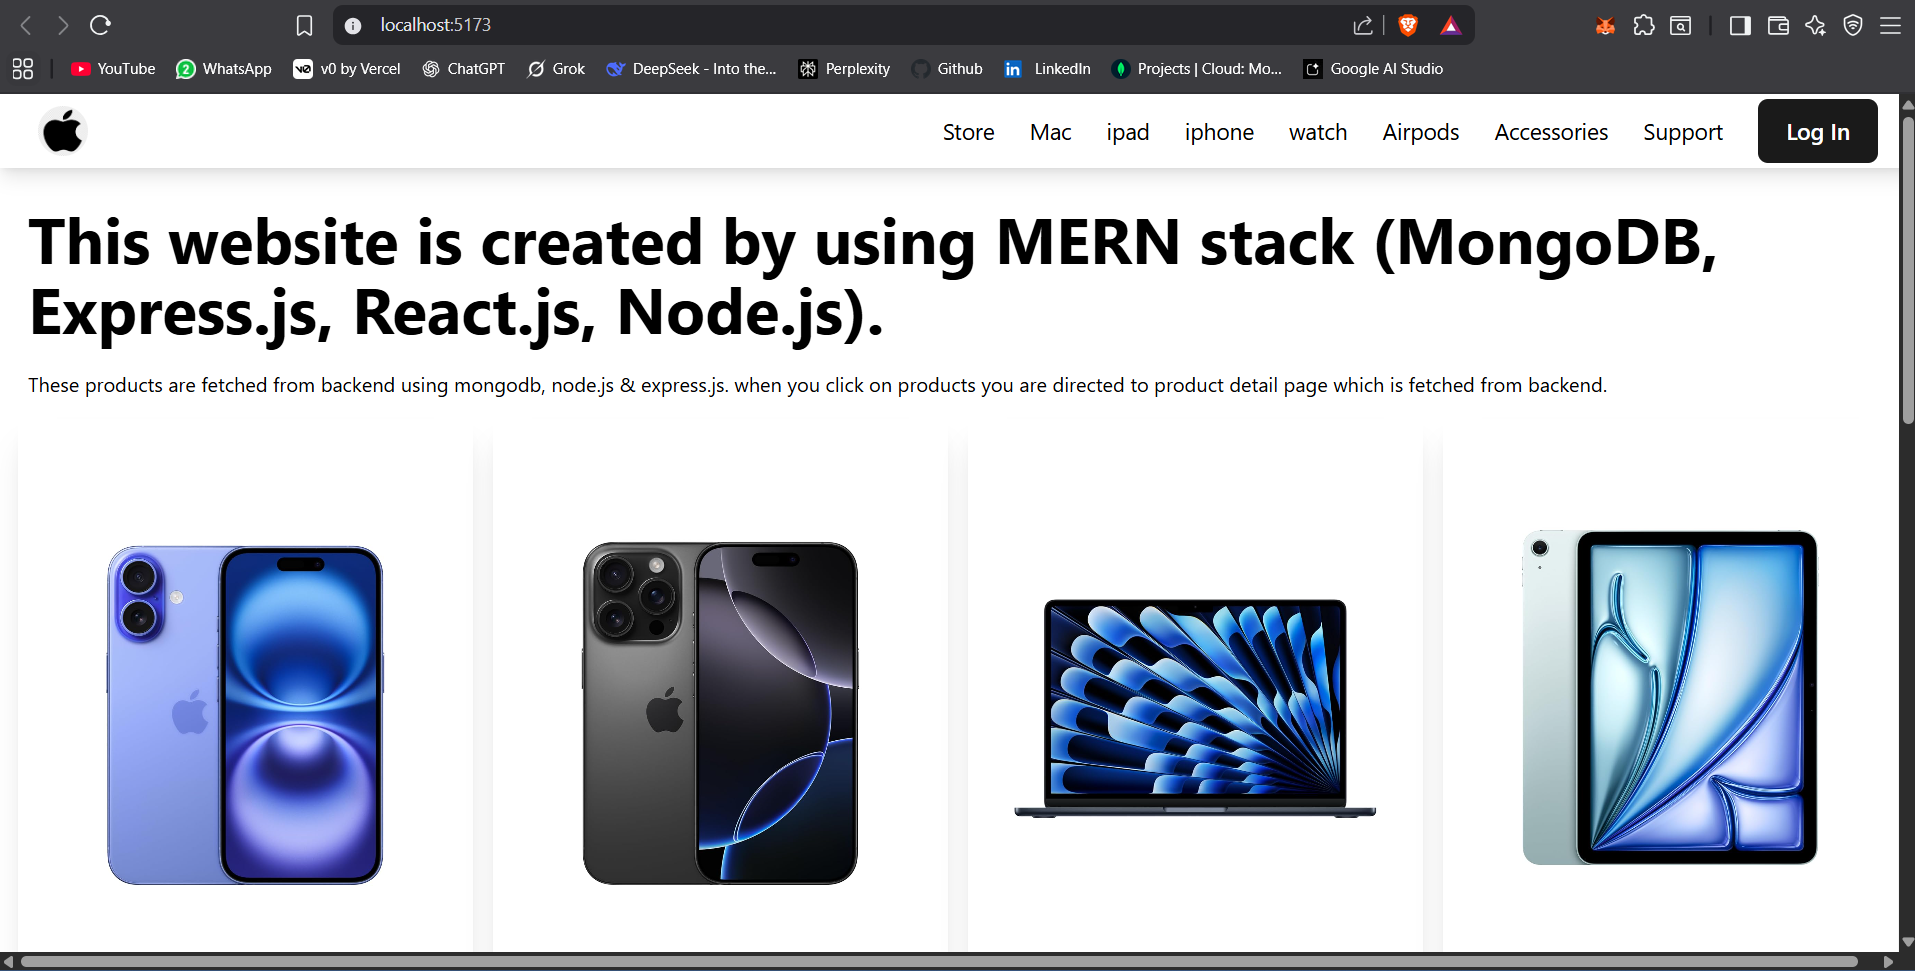 localhost:5173
YouTube 2 WhatsApp v0 v0 by Vercel ChatGPT Grok DeepSeek - Into the... Perplexity Github in LinkedIn Projects | Cloud: Mo... Google AI Studio
Store Mac ipad iphone watch Airpods Accessories Support Log In
This website is created by using MERN stack (MongoDB,
Express.js, React.js, Node.js).
These products are fetched from backend using mongodb, node.js & express.js. when you click on products you are directed to product detail page which is fetched from backend.